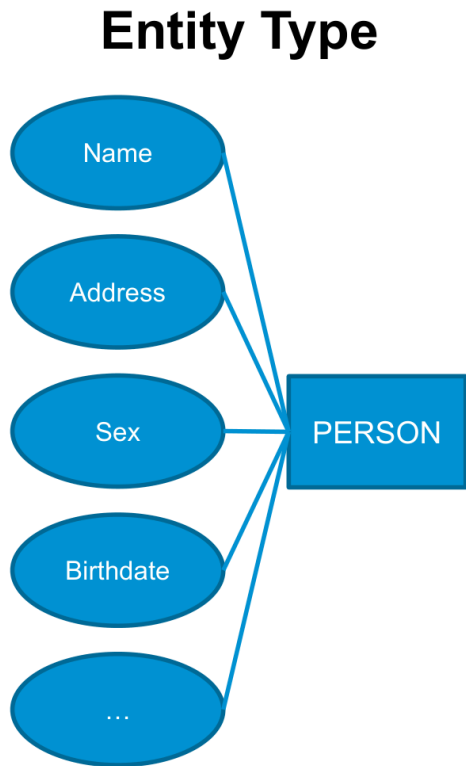 Entity Type
Name
Address
Sex
PERSON
Birthdate
…